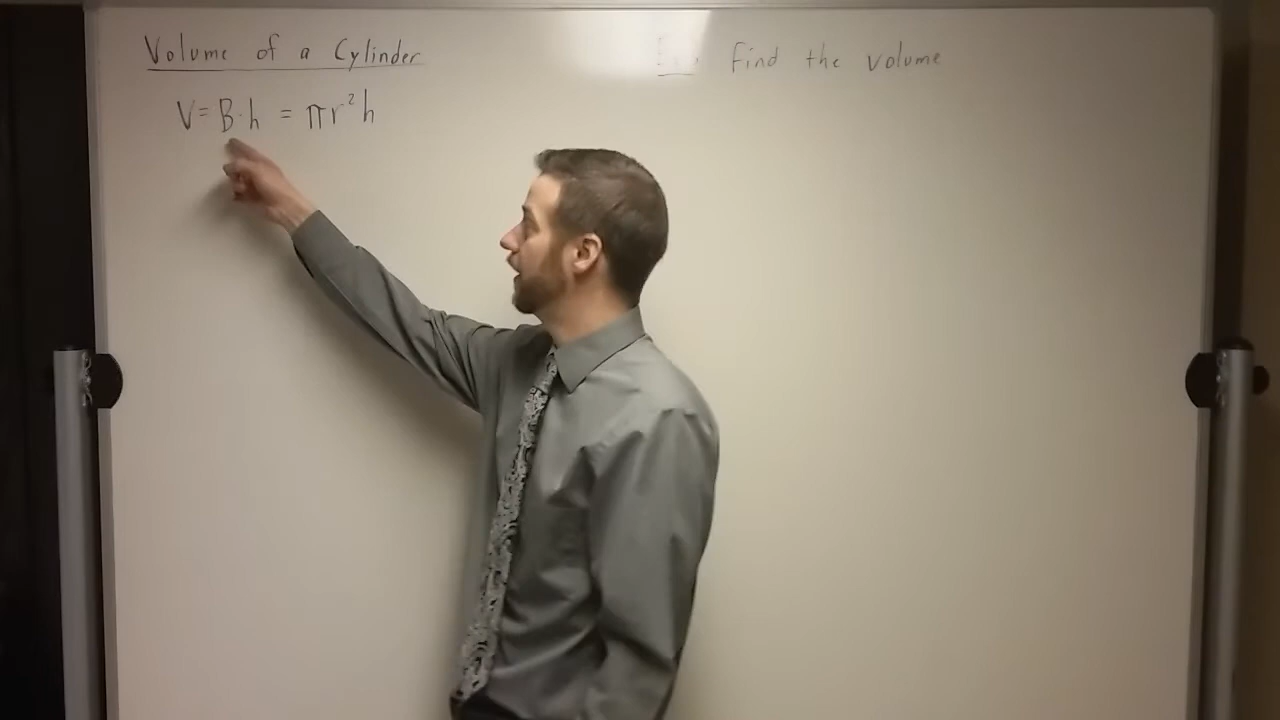 Volume of a Cylinder
V = B·h = πr²h
Find the volume